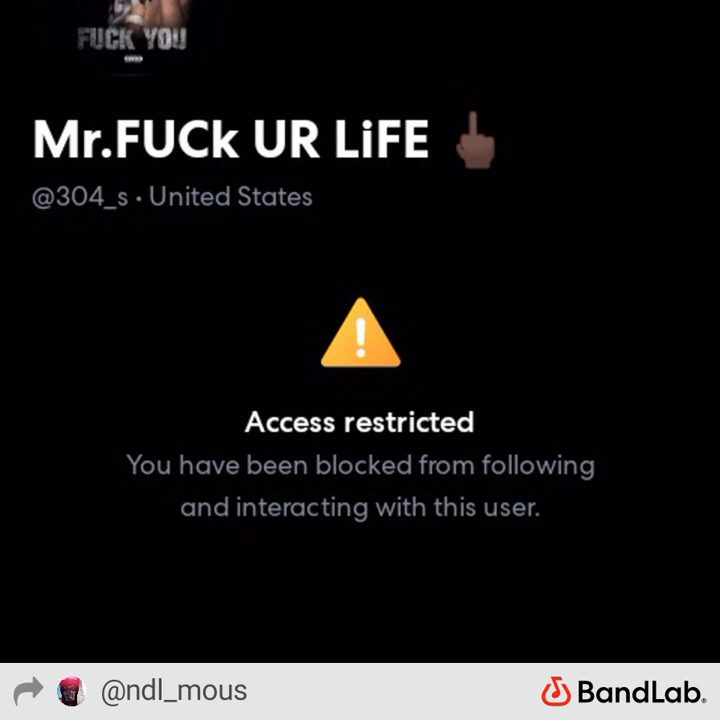 FUCK YOU
Mr.FUCk UR LiFE 🖕🏿
@304_s · United States
Access restricted
You have been blocked from following
and interacting with this user.
@ndl_mous
BandLab.